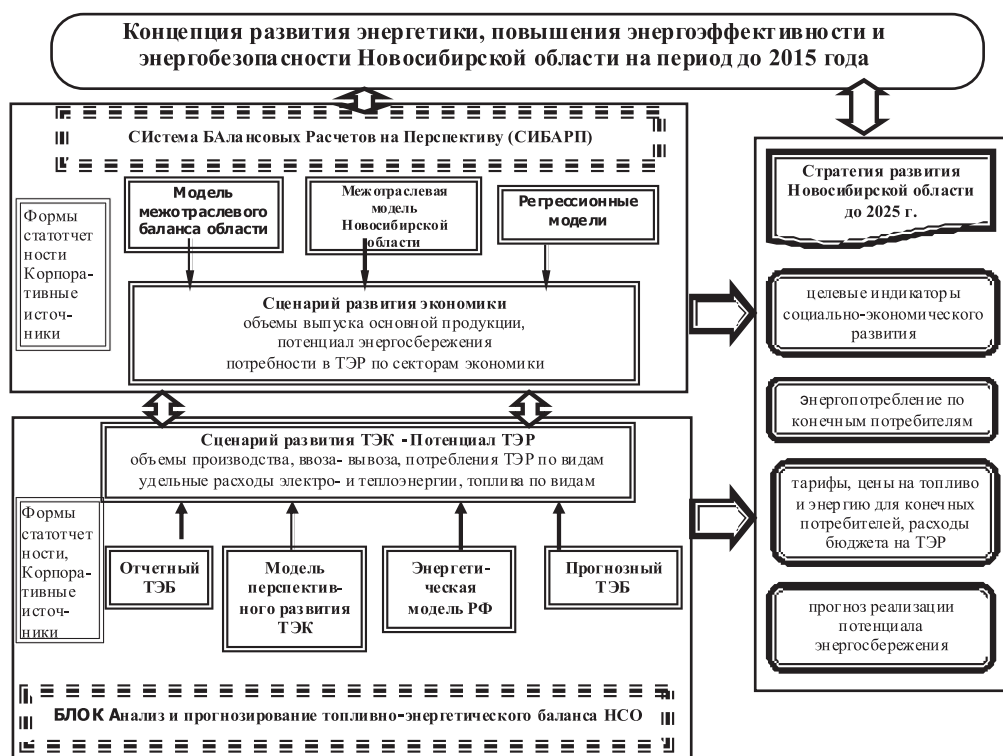 Концепция развития энергетики, повышения энергоэффективности и
энергобезопасности Новосибирской области на период до 2015 года
СИстема БАлансовых Расчетов на Перспективу (СИБАРП)
Формы
статотчет
ности
Корпора-
тивные
источ-
ники
Модель
межотраслевого
баланса области
Межотраслевая
модель
Новосибирской
области
Регрессионные
модели
Сценарий развития экономики
объемы выпуска основной продукции,
потенциал энергосбережения
потребности в ТЭР по секторам экономики
Сценарий развития ТЭК -Потенциал ТЭР
объемы производства, ввоза- вывоза, потребления ТЭР по видам
удельные расходы электро- и теплоэнергии, топлива по видам
Формы
статотчет
ности,
Корпора-
тивные
источ-
ники
Отчетный
ТЭБ
Модель
перспектив-
ного развития
ТЭК
Энергети-
ческая
модель РФ
Прогнозный
ТЭБ
БЛОК Анализ и прогнозирование топливно-энергетического баланса НСО
Стратегия развития
Новосибирской области
до 2025 г.
целевые индикаторы
социально-экономического
развития
энергопотребление по
конечным потребителям
тарифы, цены на топливо
и энергию для конечных
потребителей, расходы
бюджета на ТЭР
прогноз реализации
потенциала
энергосбережения